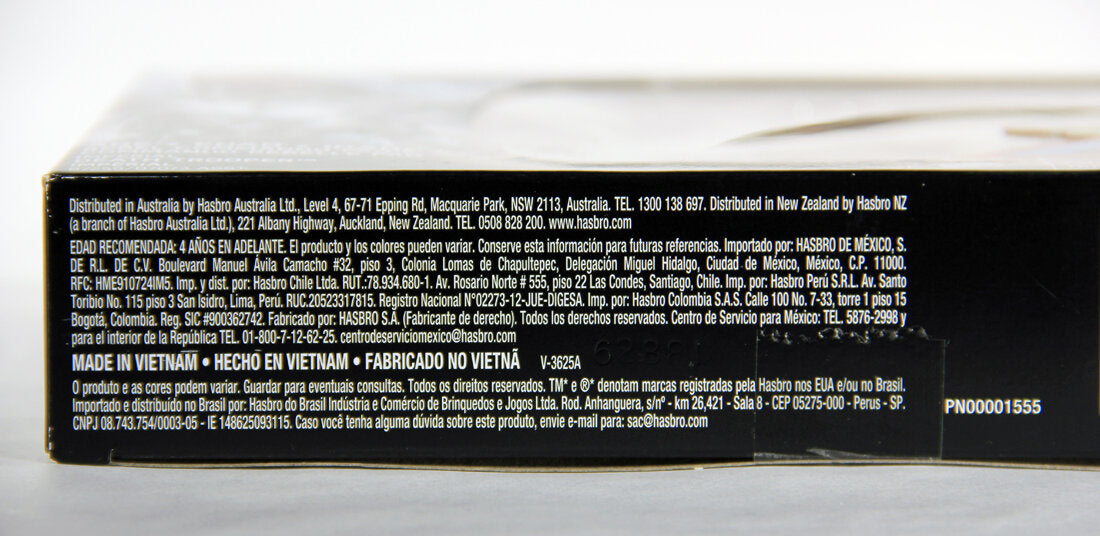 DEATH TROOPER™
Distributed in Australia by Hasbro Australia Ltd., Level 4, 67-71 Epping Rd, Macquarie Park, NSW 2113, Australia. TEL. 1300 138 697. Distributed in New Zealand by Hasbro NZ
(a branch of Hasbro Australia Ltd.), 221 Albany Highway, Auckland, New Zealand. TEL. 0508 828 200. www.hasbro.com
EDAD RECOMENDADA: 4 AÑOS EN ADELANTE. El producto y los colores pueden variar. Conserve esta información para futuras referencias. Importado por: HASBRO DE MÉXICO, S.
DE R.L. DE C.V. Boulevard Manuel Ávila Camacho #32, piso 3, Colonia Lomas de Chapultepec, Delegación Miguel Hidalgo, Ciudad de México, México, C.P. 11000.
RFC: HME910724IM5. Imp. y dist. por: Hasbro Chile Ltda. RUT.:78.934.680-1. Av. Rosario Norte # 555, piso 22 Las Condes, Santiago, Chile. Imp. por: Hasbro Perú S.R.L. Av. Santo
Toribio No. 115 piso 3 San Isidro, Lima, Perú. RUC.20523317815. Registro Nacional N°02273-12-JUE-DIGESA. Imp. por: Hasbro Colombia S.A.S. Calle 100 No. 7-33, torre 1 piso 15
Bogotá, Colombia. Reg. SIC #900362742. Fabricado por: HASBRO S.A. (Fabricante de derecho). Todos los derechos reservados. Centro de Servicio para México: TEL. 5876-2998 y
para el interior de la República TEL. 01-800-7-12-62-25. centrodeserviciomexico@hasbro.com
MADE IN VIETNAM • HECHO EN VIETNAM • FABRICADO NO VIETNÃ V-3625A
O produto e as cores podem variar. Guardar para eventuais consultas. Todos os direitos reservados. TM* e ®* denotam marcas registradas pela Hasbro nos EUA e/ou no Brasil.
Importado e distribuído no Brasil por: Hasbro do Brasil Indústria e Comércio de Brinquedos e Jogos Ltda. Rod. Anhanguera, s/nº - km 26,421 - Sala 8 - CEP 05275-000 - Perus - SP.
CNPJ 08.743.754/0003-05 - IE 148625093115. Caso você tenha alguma dúvida sobre este produto, envie e-mail para: sac@hasbro.com
PN00001555